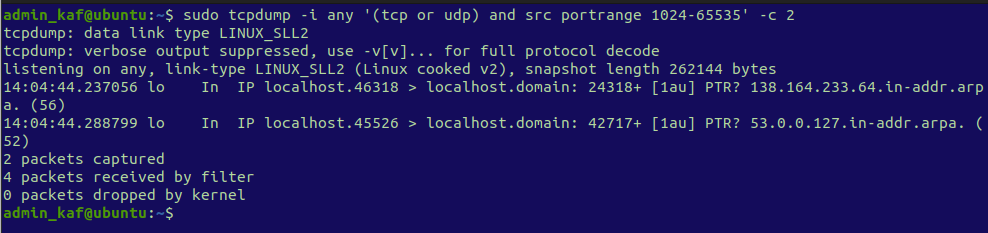 admin_kaf@ubuntu:~$ sudo tcpdump -i any '(tcp or udp) and src portrange 1024-65535' -c 2
tcpdump: data link type LINUX_SLL2
tcpdump: verbose output suppressed, use -v[v]... for full protocol decode
listening on any, link-type LINUX_SLL2 (Linux cooked v2), snapshot length 262144 bytes
14:04:44.237056 lo    In  IP localhost.46318 > localhost.domain: 24318+ [1au] PTR? 138.164.233.64.in-addr.arp
a. (56)
14:04:44.288799 lo    In  IP localhost.45526 > localhost.domain: 42717+ [1au] PTR? 53.0.0.127.in-addr.arpa. (
52)
2 packets captured
4 packets received by filter
0 packets dropped by kernel
admin_kaf@ubuntu:~$